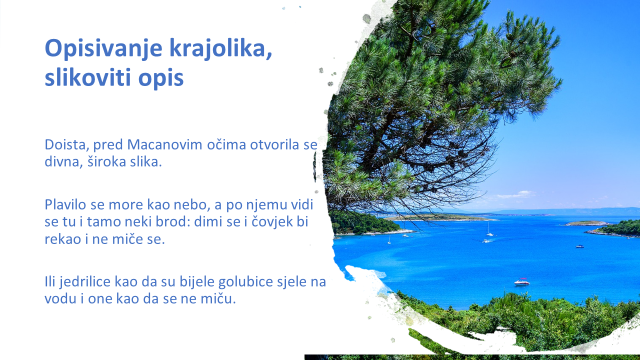 Opisivanje krajolika,
slikoviti opis
Doista, pred Macanovim očima otvorila se
divna, široka slika.
Plavilo se more kao nebo, a po njemu vidi
se tu i tamo neki brod: dimi se i čovjek bi
rekao i ne miče se.
Ili jedrilice kao da su bijele golubice sjele na
vodu i one kao da se ne miču.